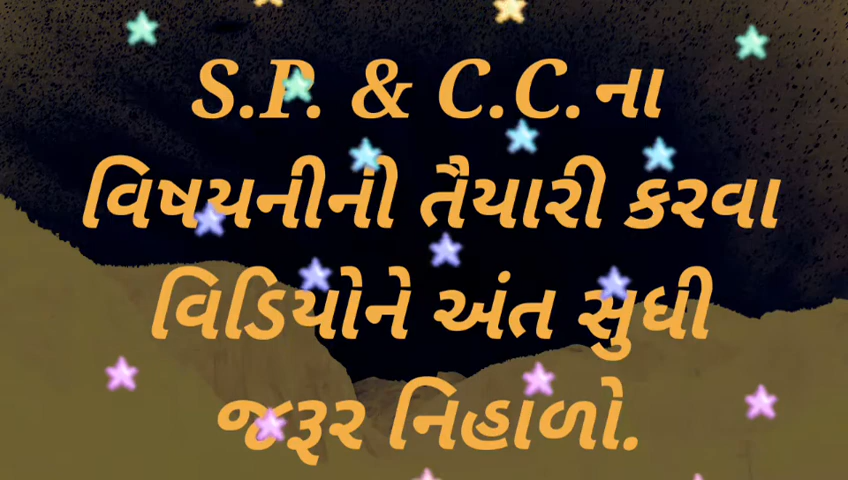 S.P. & C.C.ના
વિષયનીની તૈયારી કરવા
વિડિયોને અંત સુધી
જરૂર નિહાળો.